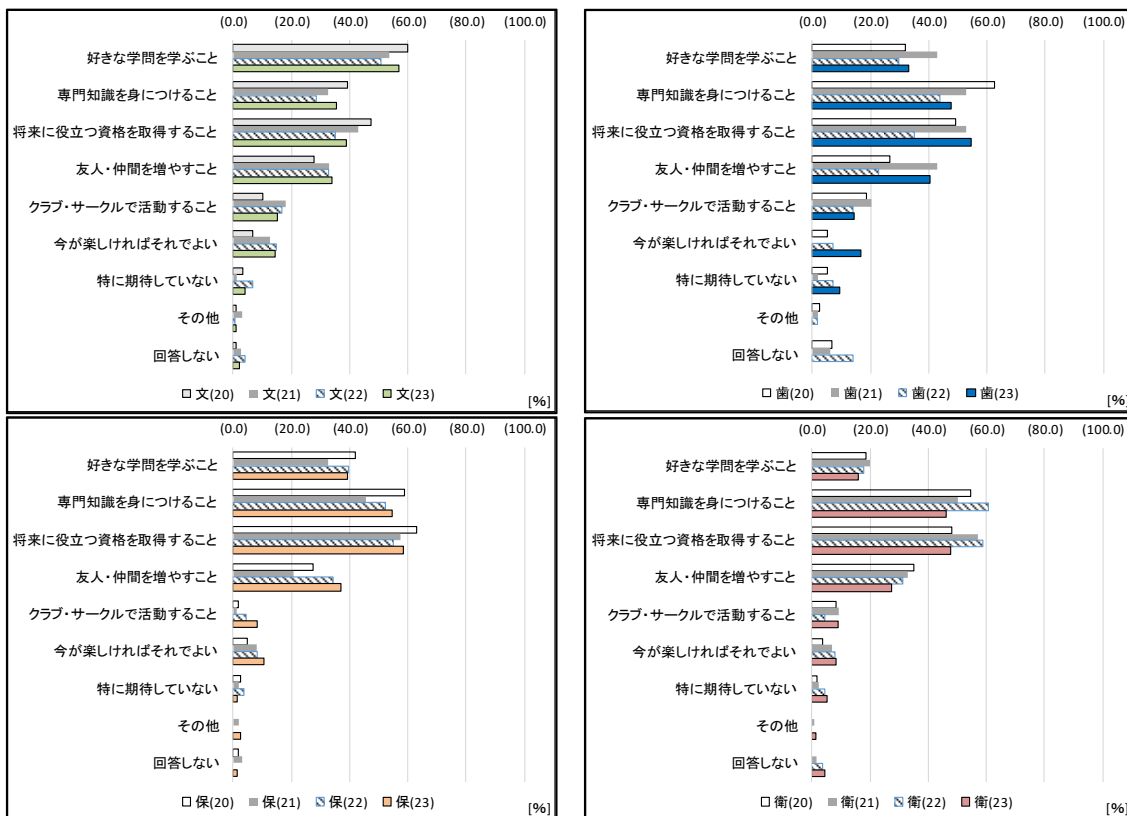 (0.0) (20.0) (40.0) (60.0) (80.0) (100.0)
好きな学問を学ぶこと
専門知識を身につけること
将来に役立つ資格を取得すること
友人・仲間を増やすこと
クラブ・サークルで活動すること
今が楽しければそれでよい
特に期待していない
その他
回答しない
文(20) 文(21) 文(22) 文(23)
[%]
(0.0) (20.0) (40.0) (60.0) (80.0) (100.0)
好きな学問を学ぶこと
専門知識を身につけること
将来に役立つ資格を取得すること
友人・仲間を増やすこと
クラブ・サークルで活動すること
今が楽しければそれでよい
特に期待していない
その他
回答しない
歯(20) 歯(21) 歯(22) 歯(23)
[%]
(0.0) (20.0) (40.0) (60.0) (80.0) (100.0)
好きな学問を学ぶこと
専門知識を身につけること
将来に役立つ資格を取得すること
友人・仲間を増やすこと
クラブ・サークルで活動すること
今が楽しければそれでよい
特に期待していない
その他
回答しない
保(20) 保(21) 保(22) 保(23)
[%]
(0.0) (20.0) (40.0) (60.0) (80.0) (100.0)
好きな学問を学ぶこと
専門知識を身につけること
将来に役立つ資格を取得すること
友人・仲間を増やすこと
クラブ・サークルで活動すること
今が楽しければそれでよい
特に期待していない
その他
回答しない
衛(20) 衛(21) 衛(22) 衛(23)
[%]